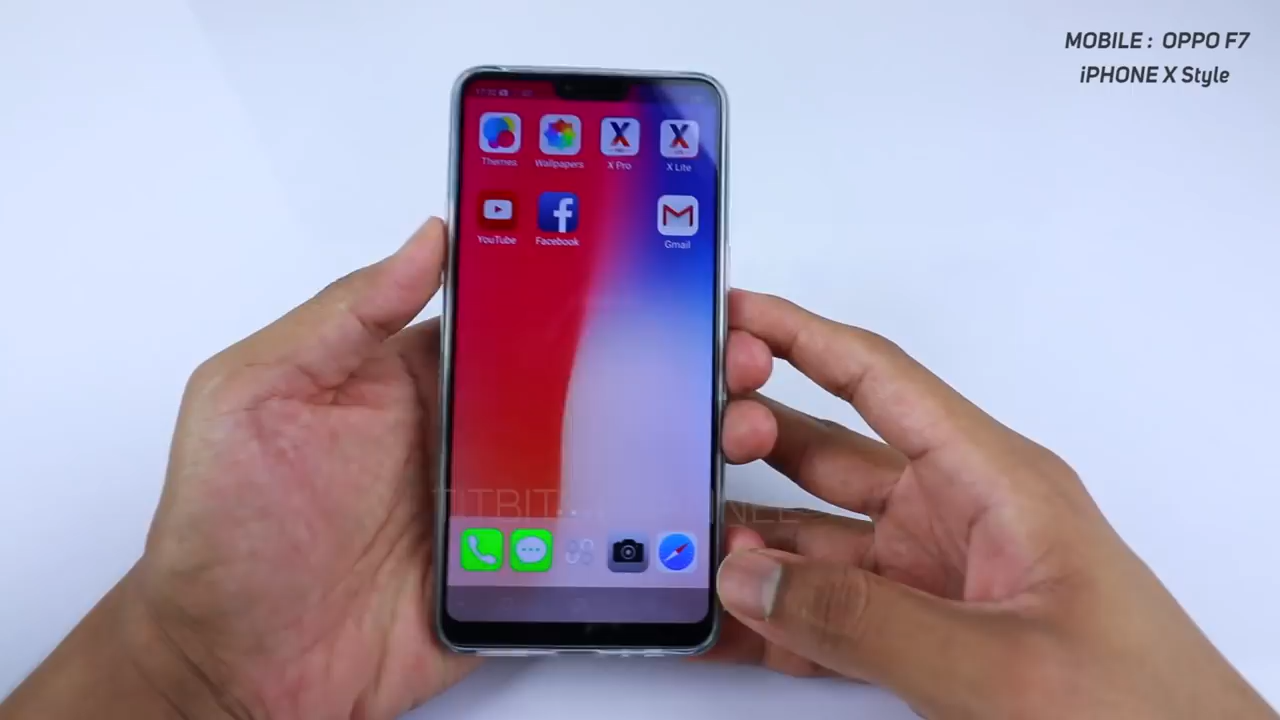 MOBILE : OPPO F7
iPHONE X Style
Themes
Wallpapers
X Pro
X Lite
YouTube
Facebook
Gmail